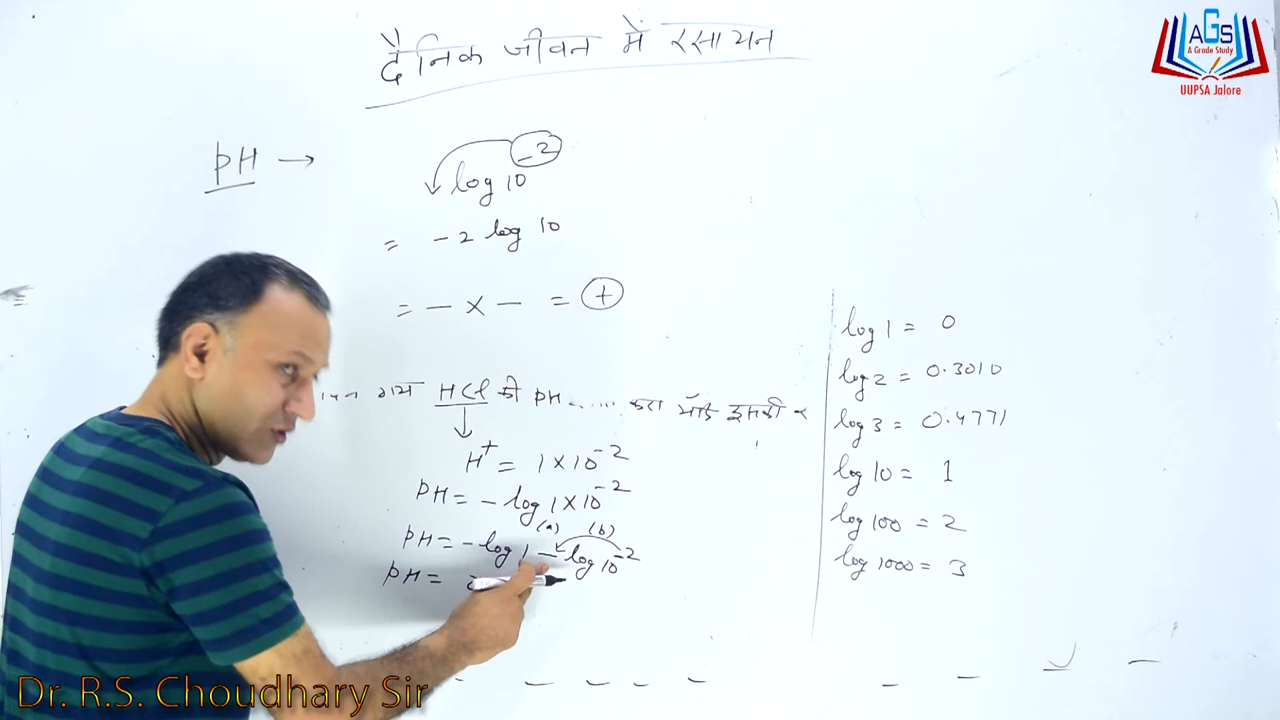 दैनिक जीवन में रसायन
AGS
A Grade Study
UUPSA Jalore
pH →
log 10⁻²
= - 2 log 10
= - × - = +
HCl की PH ...... इसकी
H⁺ = 1×10⁻²
PH = - log 1×10⁻²
(a) (b)
PH = - log 1 - log 10⁻²
PH =
log 1 = 0
log 2 = 0.3010
log 3 = 0.4771
log 10 = 1
log 100 = 2
log 1000 = 3
Dr. R.S. Choudhary Sir